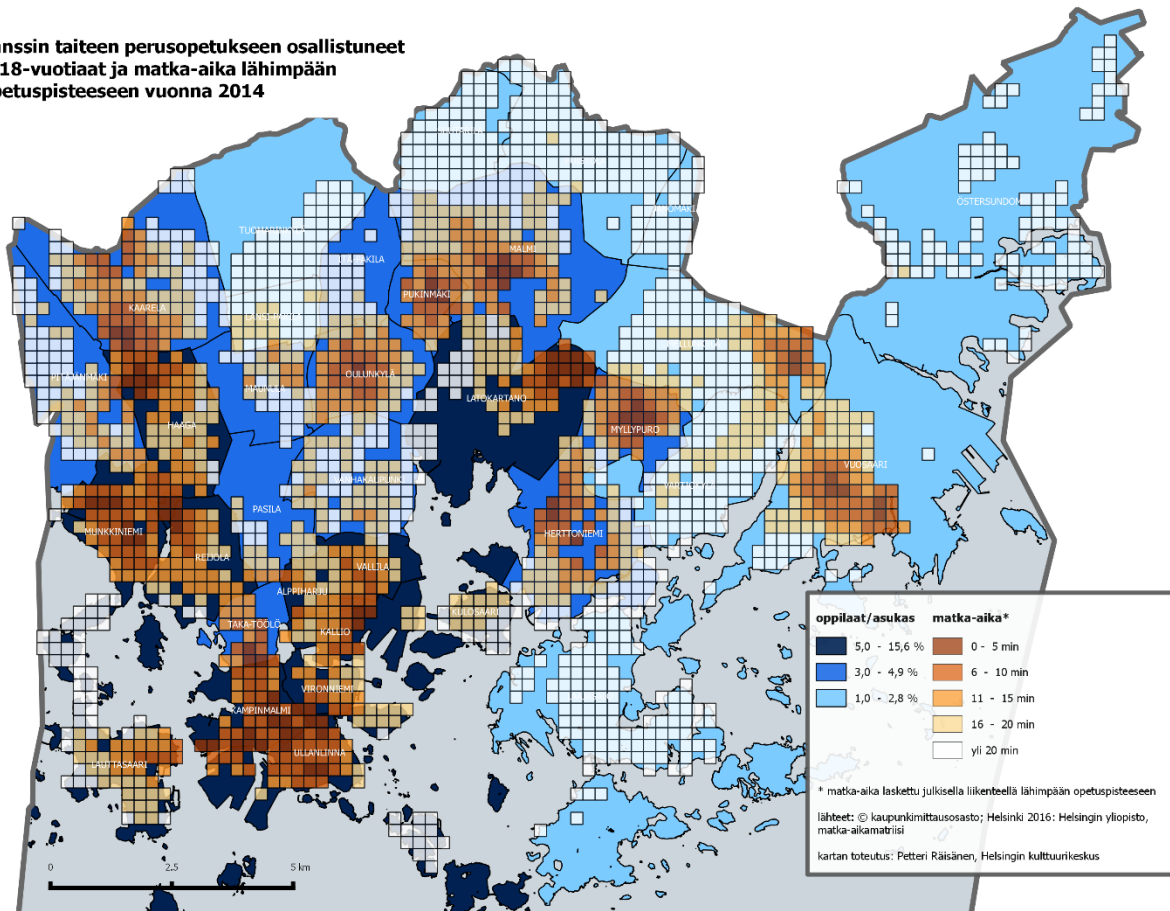 nssin taiteen perusopetukseen osallistuneet
18-vuotiaat ja matka-aika lähimpään
petuspisteeseen vuonna 2014
ÖSTERSUNDOM
MALMI
PUKINMÄKI
KAARELA
OULUNKYLÄ
MAUNULA
LATOKARTANO
HAAGA
MYLLYPURO
VUOSAARI
VANHAKAUPUNKI
PASILA
MUNKKINIEMI
HERTTONIEMI
REIJOLA
VALLILA
ALPPIHARJU
KULOSAARI
TAKA-TÖÖLÖ
KALLIO
VIRONNIEMI
KAMPINMALMI
ULLANLINNA
LAUTTASAARI
oppilaat/asukas matka-aika*
5,0 - 15,6 % 0 - 5 min
3,0 - 4,9 % 6 - 10 min
1,0 - 2,8 % 11 - 15 min
16 - 20 min
yli 20 min
* matka-aika laskettu julkisella liikenteellä lähimpään opetuspisteeseen
lähteet: © kaupunkimittausosasto; Helsinki 2016: Helsingin yliopisto,
matka-aikamatriisi
kartan toteutus: Petteri Räisänen, Helsingin kulttuurikeskus
0 2.5 5 km